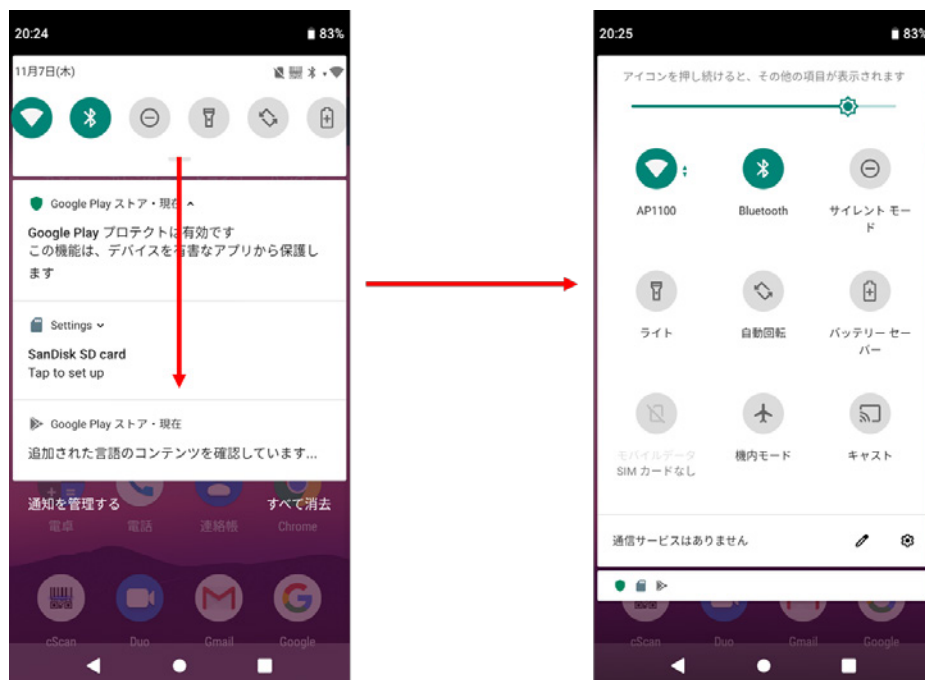 20:24
83%
11月7日(木)
Google Play ストア・現在
Google Play プロテクトは有効です
この機能は、デバイスを有害なアプリから保護し
ます
Settings
SanDisk SD card
Tap to set up
Google Play ストア・現在
追加された言語のコンテンツを確認しています...
通知を管理する
すべて消去
電卓
電話
連絡帳
Chrome
cScan
Duo
Gmail
Google
20:25
83%
アイコンを押し続けると、その他の項目が表示されます
AP1100
Bluetooth
サイレント モー
ド
ライト
自動回転
バッテリー セー
バー
モバイルデータ
SIM カードなし
機内モード
キャスト
通信サービスはありません
cScan
Duo
Gmail
Google